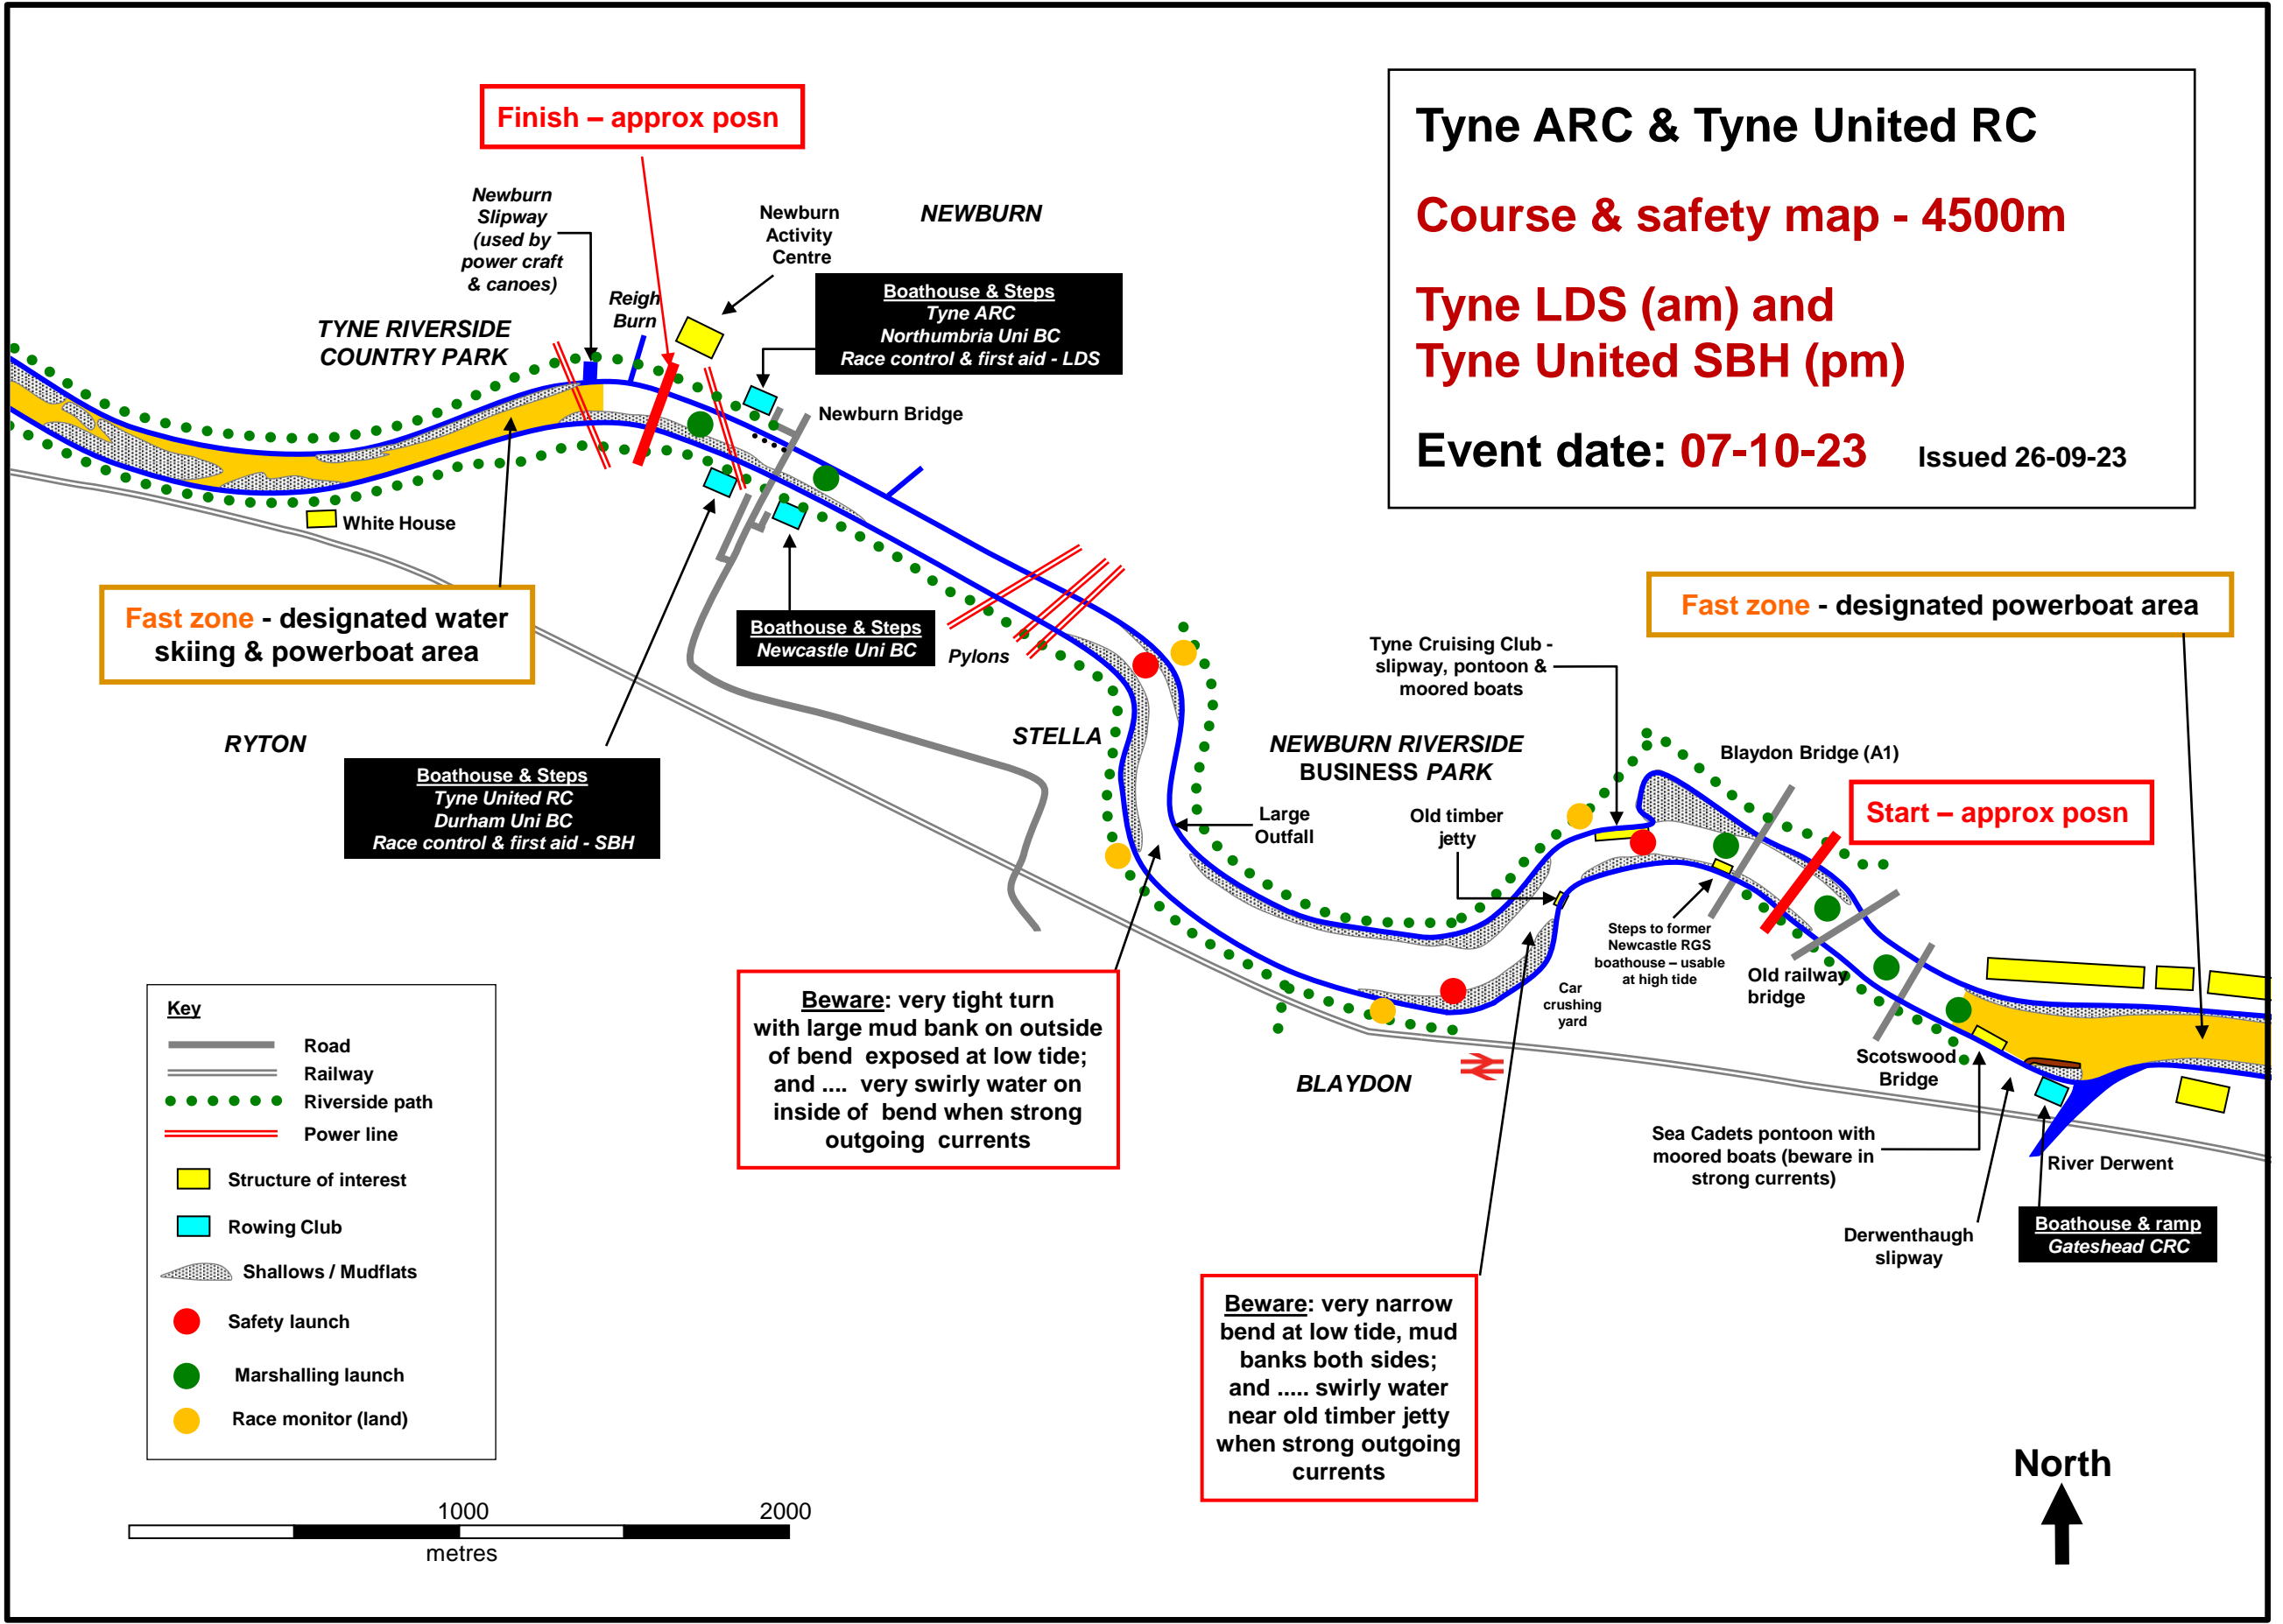 Tyne ARC & Tyne United RC
Course & safety map - 4500m
Tyne LDS (am) and
Tyne United SBH (pm)
Event date: 07-10-23 Issued 26-09-23
Finish – approx posn
Newburn
Slipway
(used by
power craft
& canoes)
Reigh
Burn
Newburn
Activity
Centre
NEWBURN
TYNE RIVERSIDE
COUNTRY PARK
Boathouse & Steps
Tyne ARC
Northumbria Uni BC
Race control & first aid - LDS
Newburn Bridge
White House
Fast zone - designated water
skiing & powerboat area
Boathouse & Steps
Newcastle Uni BC
Pylons
RYTON
Boathouse & Steps
Tyne United RC
Durham Uni BC
Race control & first aid - SBH
STELLA
Fast zone - designated powerboat area
Tyne Cruising Club -
slipway, pontoon &
moored boats
NEWBURN RIVERSIDE
BUSINESS PARK
Blaydon Bridge (A1)
Start – approx posn
Large
Outfall
Old timber
jetty
Steps to former
Newcastle RGS
boathouse – usable
at high tide
Old railway
bridge
Car
crushing
yard
Scotswood
Bridge
BLAYDON
Beware: very tight turn
with large mud bank on outside
of bend exposed at low tide;
and .... very swirly water on
inside of bend when strong
outgoing currents
Sea Cadets pontoon with
moored boats (beware in
strong currents)
River Derwent
Derwenthaugh
slipway
Boathouse & ramp
Gateshead CRC
Beware: very narrow
bend at low tide, mud
banks both sides;
and ..... swirly water
near old timber jetty
when strong outgoing
currents
Key
Road
Railway
Riverside path
Power line
Structure of interest
Rowing Club
Shallows / Mudflats
Safety launch
Marshalling launch
Race monitor (land)
1000 2000
metres
North